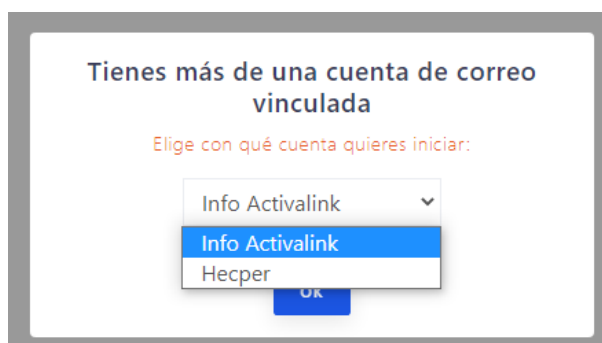 Tienes más de una cuenta de correo
vinculada
Elige con qué cuenta quieres iniciar:
Info Activalink
Info Activalink
Hecper
OK